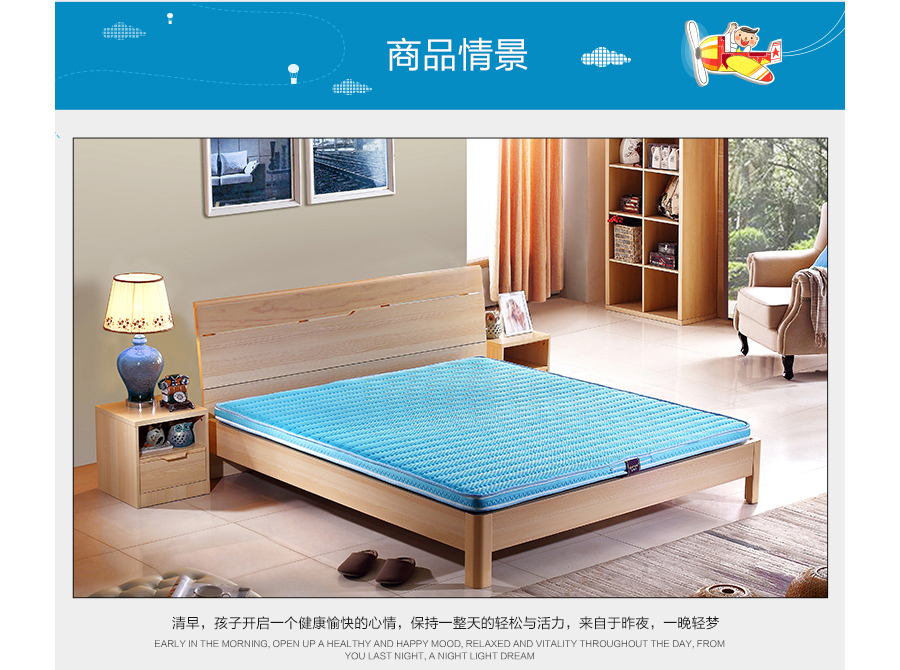 商品情景
清早，孩子开启一个健康愉快的心情，保持一整天的轻松与活力，来自于昨夜，一晚轻梦
EARLY IN THE MORNING, OPEN UP A HEALTHY AND HAPPY MOOD, RELAXED AND VITALITY THROUGHOUT THE DAY, FROM
YOU LAST NIGHT, A NIGHT LIGHT DREAM